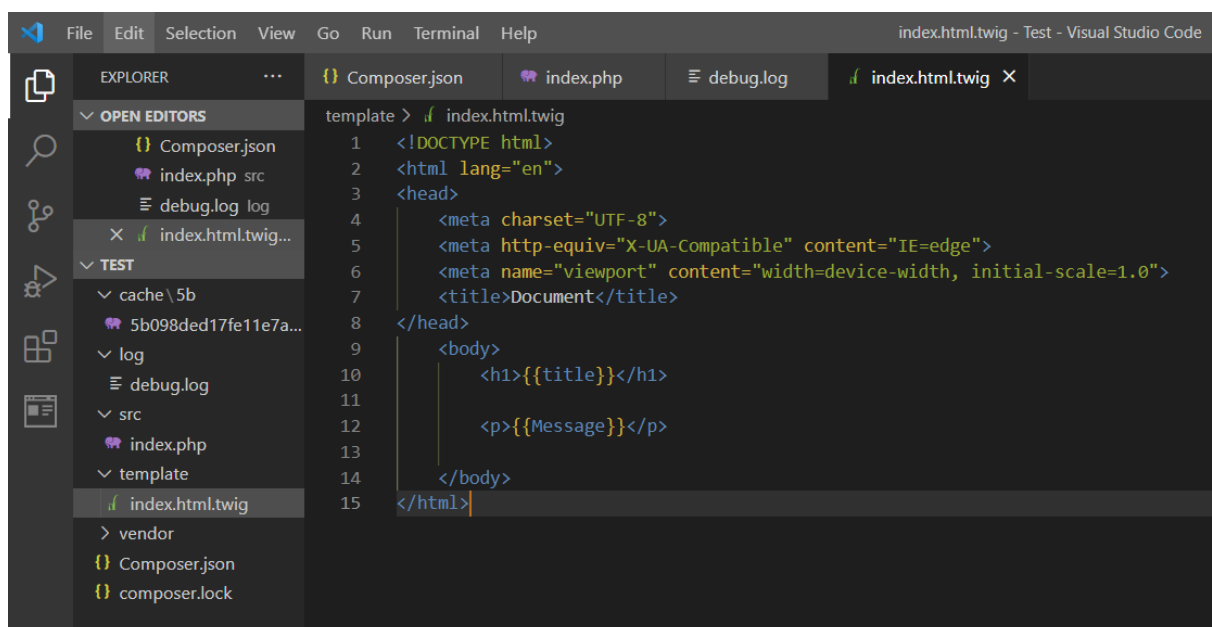 File Edit Selection View Go Run Terminal Help index.html.twig - Test - Visual Studio Code
EXPLORER ···
OPEN EDITORS
Composer.json
index.php src
debug.log log
index.html.twig...
TEST
cache\5b
5b098ded17fe11e7a...
log
debug.log
src
index.php
template
index.html.twig
vendor
Composer.json
composer.lock
Composer.json index.php debug.log index.html.twig
template > index.html.twig
1 <!DOCTYPE html>
2 <html lang="en">
3 <head>
4 <meta charset="UTF-8">
5 <meta http-equiv="X-UA-Compatible" content="IE=edge">
6 <meta name="viewport" content="width=device-width, initial-scale=1.0">
7 <title>Document</title>
8 </head>
9 <body>
10 <h1>{{title}}</h1>
11
12 <p>{{Message}}</p>
13
14 </body>
15 </html>